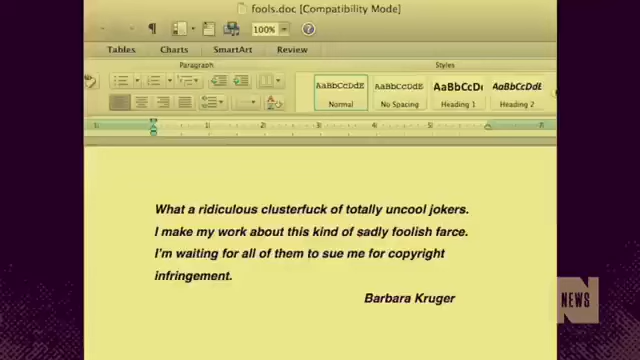 fools.doc [Compatibility Mode]
100%
Tables Charts SmartArt Review
Paragraph Styles
AaBbCcDdE AaBbCcDdE AaBbCcDc AaBbCcDdE
Normal No Spacing Heading 1 Heading 2
What a ridiculous clusterfuck of totally uncool jokers.
I make my work about this kind of sadly foolish farce.
I'm waiting for all of them to sue me for copyright
infringement.
Barbara Kruger
NEWS